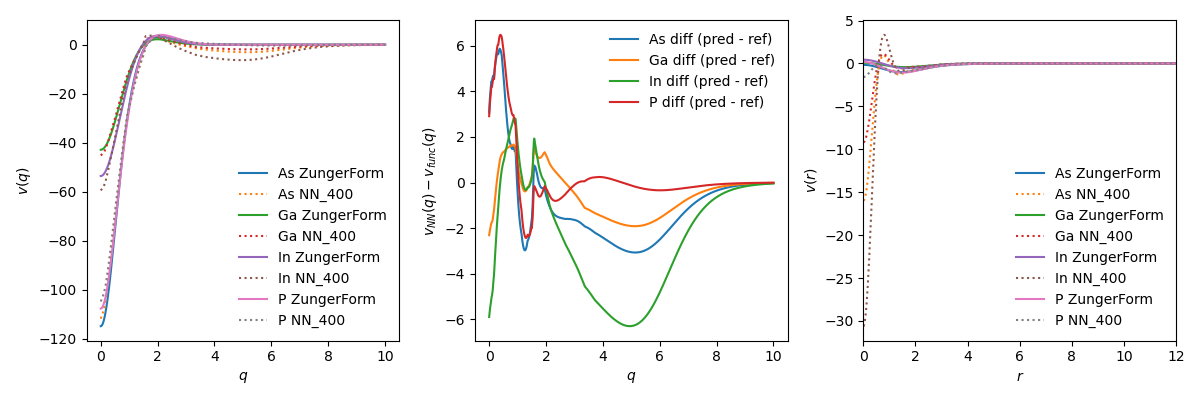 0
−20
−40
−60
−80
−100
−120
0
2
4
6
8
10
q
v(q)
As ZungerForm
As NN_400
Ga ZungerForm
Ga NN_400
In ZungerForm
In NN_400
P ZungerForm
P NN_400
6
4
2
0
−2
−4
−6
0
2
4
6
8
10
q
v_{NN}(q) − v_{func}(q)
As diff (pred - ref)
Ga diff (pred - ref)
In diff (pred - ref)
P diff (pred - ref)
5
0
−5
−10
−15
−20
−25
−30
0
2
4
6
8
10
12
r
v(r)
As ZungerForm
As NN_400
Ga ZungerForm
Ga NN_400
In ZungerForm
In NN_400
P ZungerForm
P NN_400